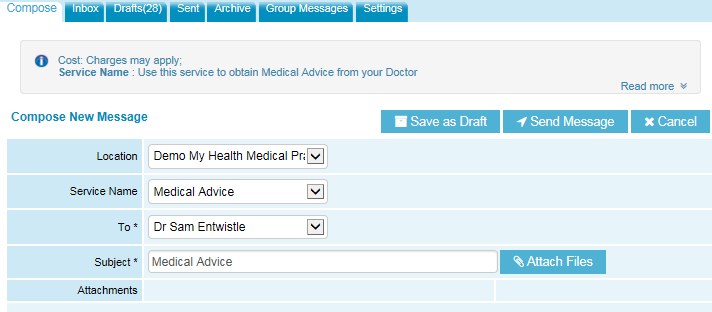 Compose Inbox Drafts(28) Sent Archive Group Messages Settings
Cost: Charges may apply;
Service Name : Use this service to obtain Medical Advice from your Doctor
Read more
Compose New Message
Save as Draft Send Message Cancel
Location Demo My Health Medical Pra
Service Name Medical Advice
To * Dr Sam Entwistle
Subject * Medical Advice Attach Files
Attachments